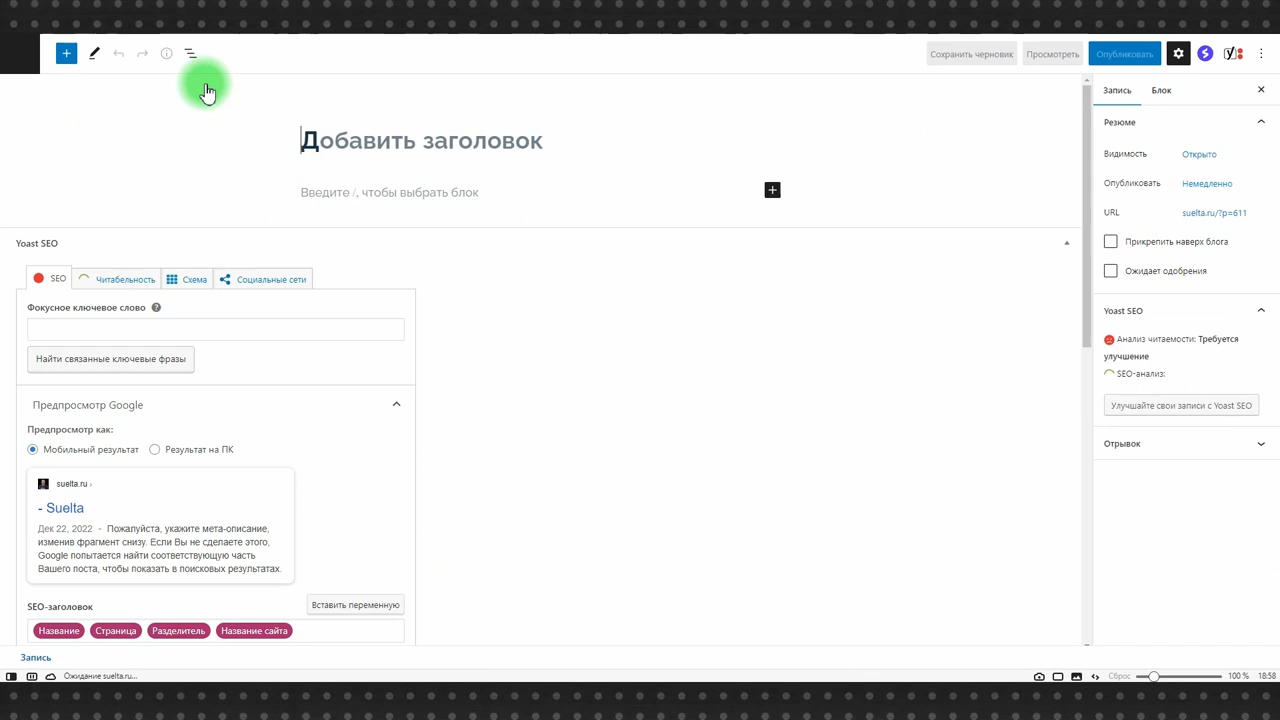 Сохранить черновик
Просмотреть
Опубликовать
Добавить заголовок
Введите /, чтобы выбрать блок
Yoast SEO
SEO
Читабельность
Схема
Социальные сети
Фокусное ключевое слово
Найти связанные ключевые фразы
Предпросмотр Google
Предпросмотр как:
Мобильный результат
Результат на ПК
suelta.ru ›
- Suelta
Дек 22, 2022 - Пожалуйста, укажите мета-описание,
изменив фрагмент снизу. Если Вы не сделаете этого,
Google попытается найти соответствующую часть
Вашего поста, чтобы показать в поисковых результатах.
SEO-заголовок
Вставить переменную
Название
Страница
Разделитель
Название сайта
Запись
Блок
Резюме
Видимость
Открыто
Опубликовать
Немедленно
URL
suelta.ru/?p=611
Прикрепить наверх блога
Ожидает одобрения
Yoast SEO
Анализ читаемости: Требуется
улучшение
SEO-анализ:
Улучшайте свои записи с Yoast SEO
Отрывок
Запись
Ожидание suelta.ru...
Сброс
100 %
18:58